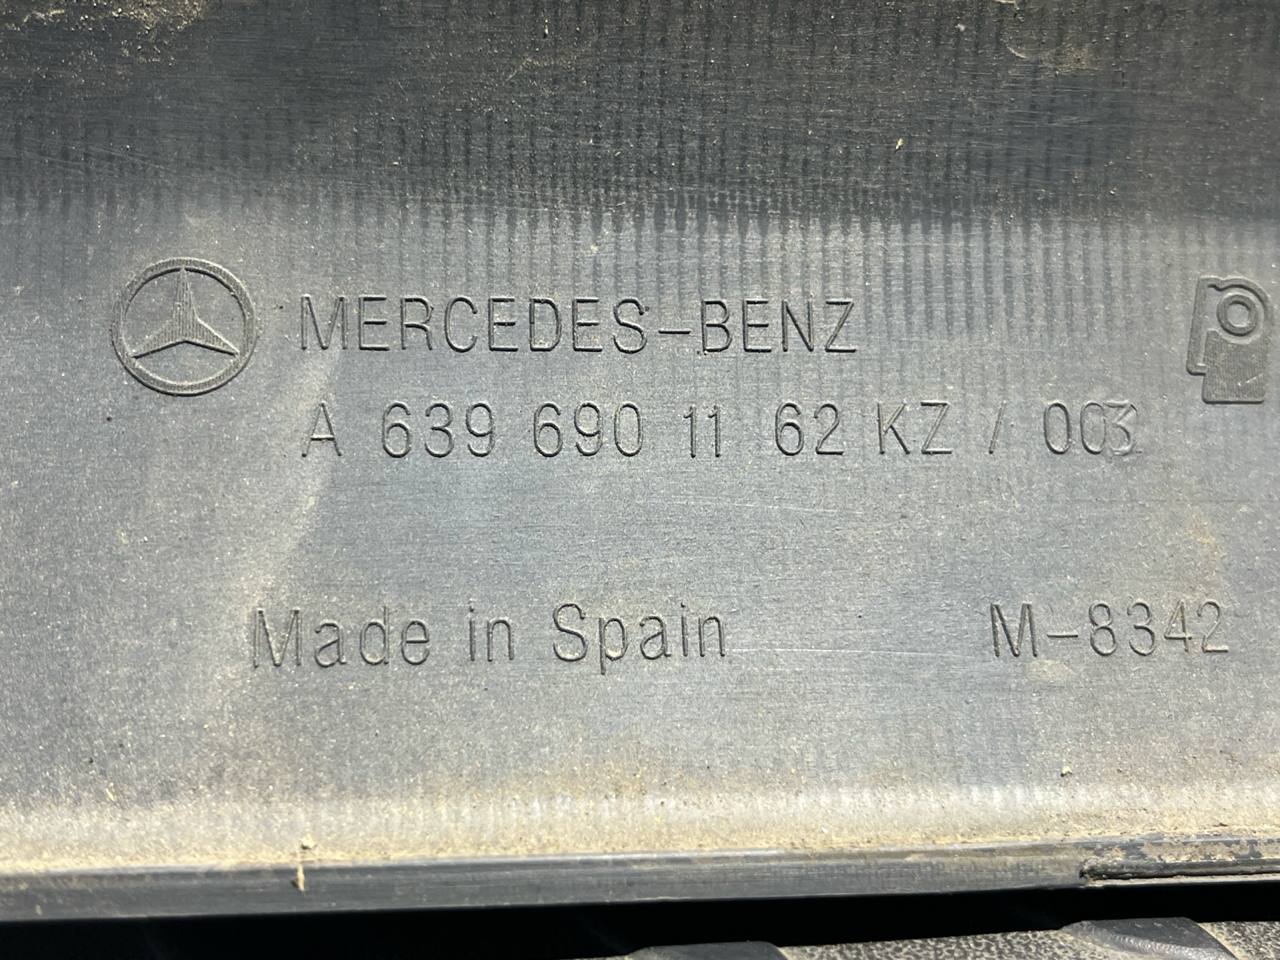 MERCEDES-BENZ
A 639 690 11 62 KZ / 003
Made in Spain M-8342